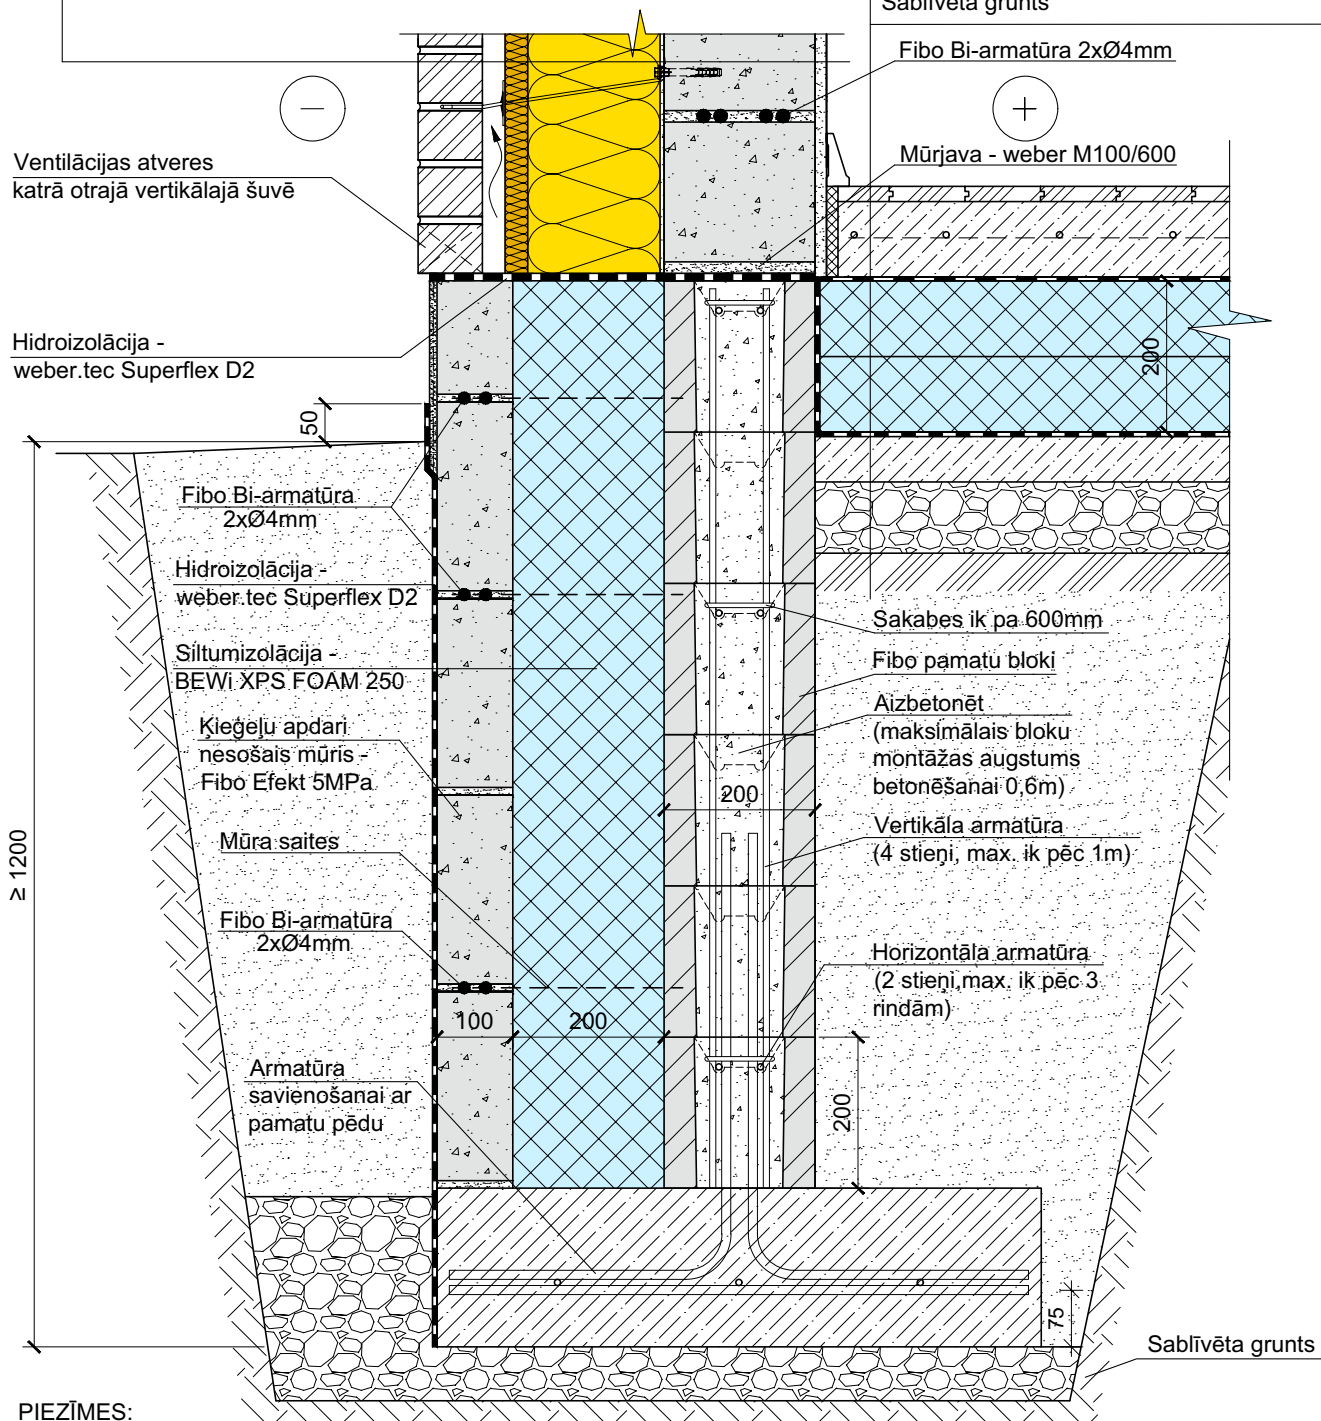 Sablīvēta grunts
Fibo Bi-armatūra 2xØ4mm
Mūrjava - weber M100/600
Ventilācijas atveres
katrā otrajā vertikālajā šuvē
Hidroizolācija -
weber.tec Superflex D2
50
200
Fibo Bi-armatūra
2xØ4mm
Hidroizolācija -
weber.tec Superflex D2
Siltumizolācija -
BEWi XPS FOAM 250
Ķieģeļu apdari
nesošais mūris -
Fibo Efekt 5MPa
Mūra saites
Fibo Bi-armatūra
2xØ4mm
≥ 1200
Sakabes ik pa 600mm
Fibo pamatu bloki
Aizbetonēt
(maksimālais bloku
montāžas augstums
betonēšanai 0,6m)
200
Vertikāla armatūra
(4 stieņi, max. ik pēc 1m)
Horizontāla armatūra
(2 stieņi,max. ik pēc 3
rindām)
100
200
Armatūra
savienošanai ar
pamatu pēdu
200
75
Sablīvēta grunts
PIEZĪMES: